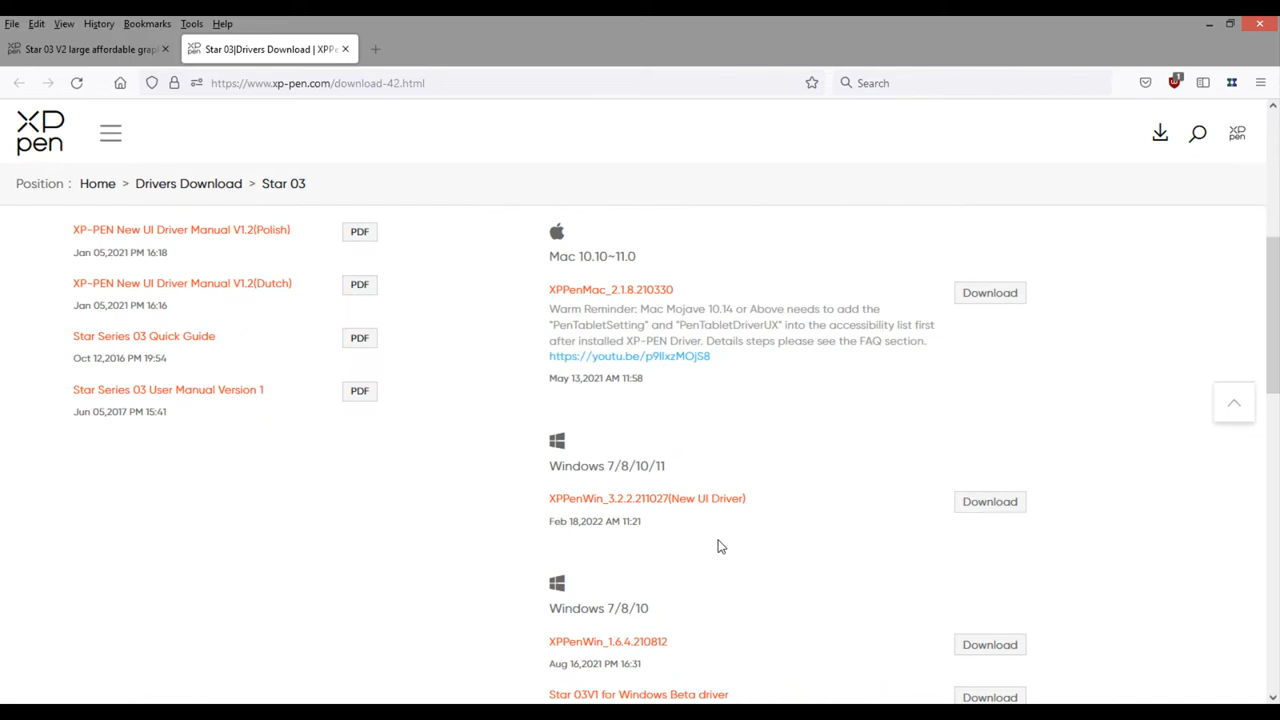 File Edit View History Bookmarks Tools Help
XP pen Star 03 V2 large affordable grap
XP pen Star 03|Drivers Download | XPPe
https://www.xp-pen.com/download-42.html
Search
1
XP
pen
XP
pen
Position : Home > Drivers Download > Star 03
XP-PEN New UI Driver Manual V1.2(Polish)
PDF
Jan 05,2021 PM 16:18
XP-PEN New UI Driver Manual V1.2(Dutch)
PDF
Jan 05,2021 PM 16:16
Star Series 03 Quick Guide
PDF
Oct 12,2016 PM 19:54
Star Series 03 User Manual Version 1
PDF
Jun 05,2017 PM 15:41
Mac 10.10~11.0
XPPenMac_2.1.8.210330
Download
Warm Reminder: Mac Mojave 10.14 or Above needs to add the
"PenTabletSetting" and "PenTabletDriverUX" into the accessibility list first
after installed XP-PEN Driver. Details steps please see the FAQ section.
https://youtu.be/p9lIxzMOjS8
May 13,2021 AM 11:58
Windows 7/8/10/11
XPPenWin_3.2.2.211027(New UI Driver)
Download
Feb 18,2022 AM 11:21
Windows 7/8/10
XPPenWin_1.6.4.210812
Download
Aug 16,2021 PM 16:31
Star 03V1 for Windows Beta driver
Download